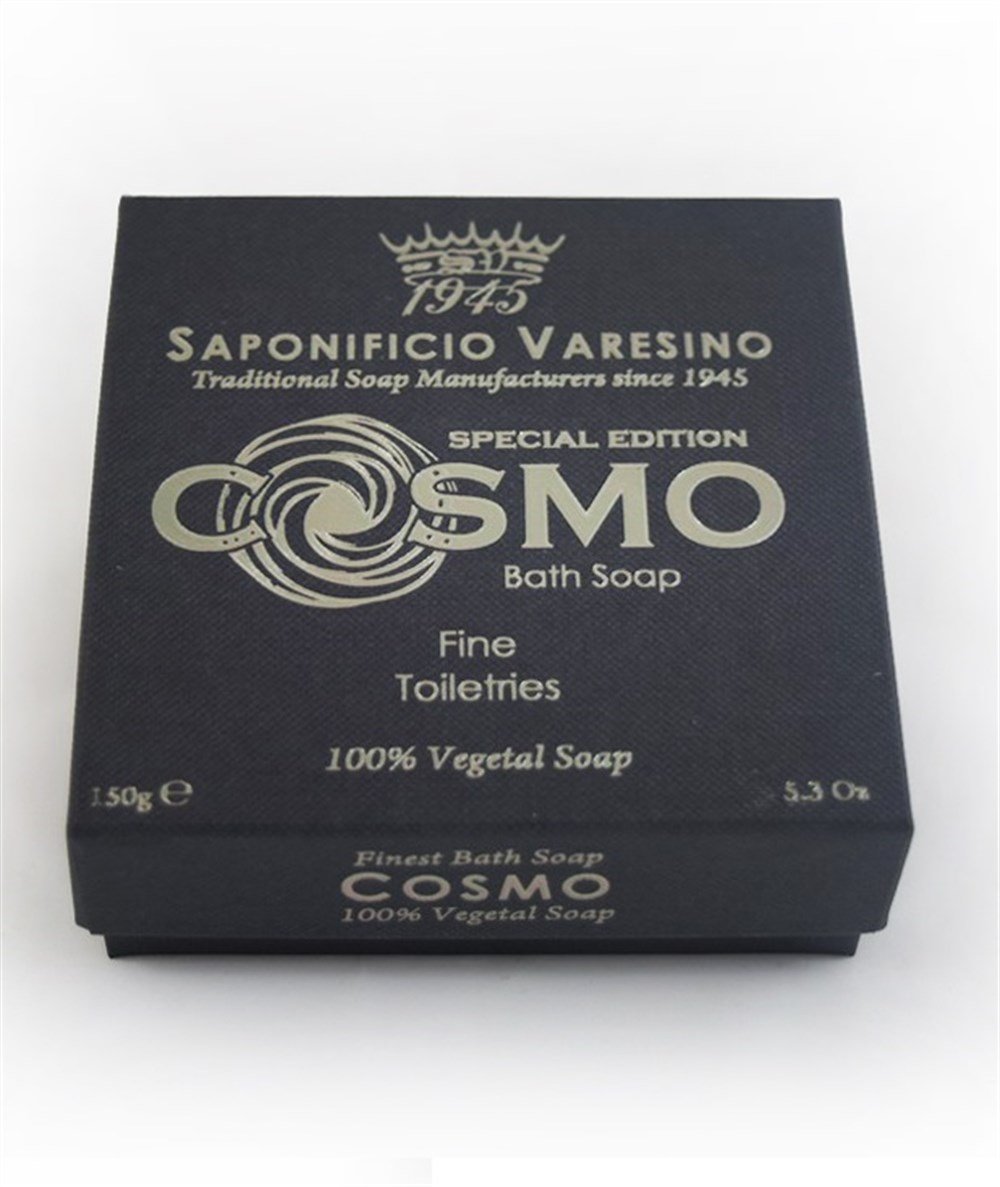 1945
SAPONIFICIO VARESINO
Traditional Soap Manufacturers since 1945
SPECIAL EDITION
COSMO
Bath Soap
Fine
Toiletries
100% Vegetal Soap
150g ℮ 5.3 Oz
Finest Bath Soap
COSMO
100% Vegetal Soap